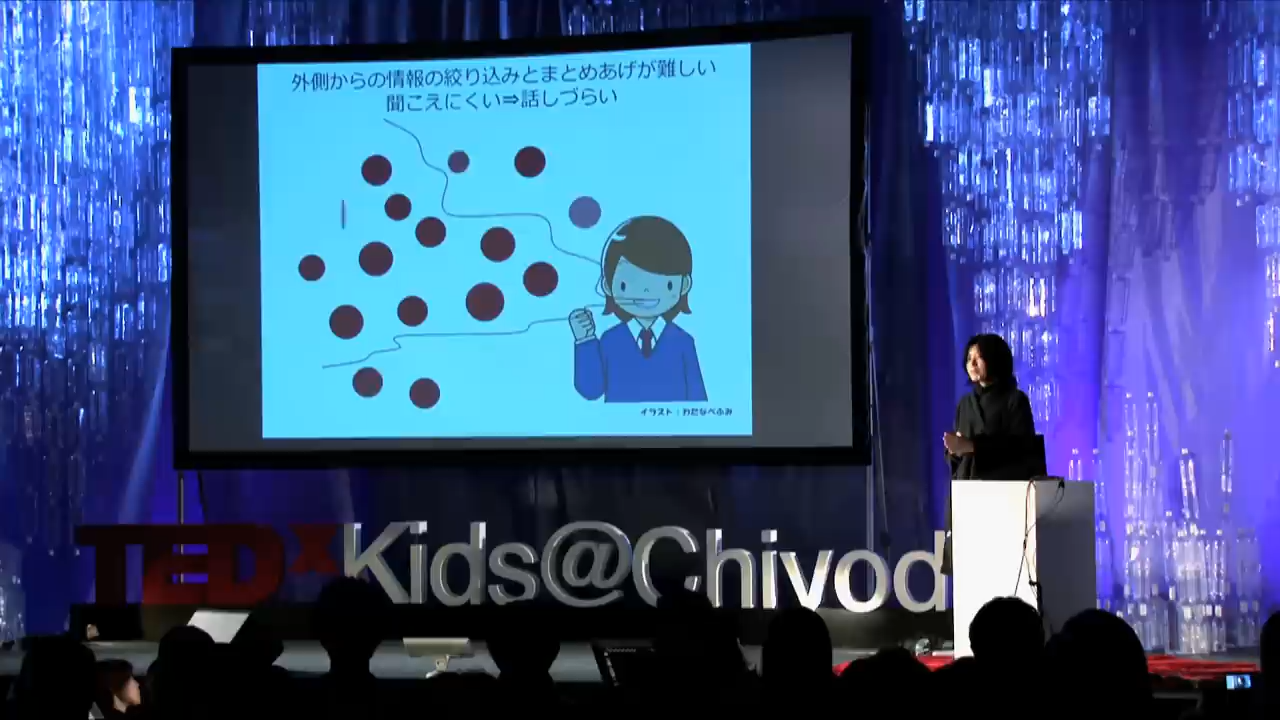 外側からの情報の絞り込みとまとめあげが難しい
聞こえにくい⇒話しづらい
イラスト：わたなべふみ
TEDxKids@Chiyod